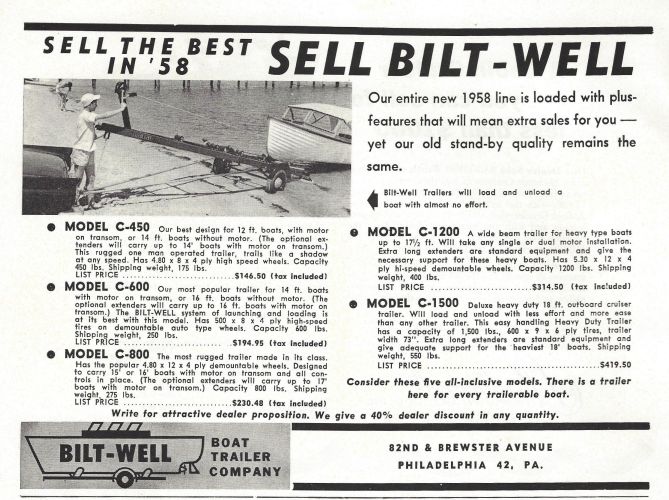 SELL THE BEST
IN '58
SELL BILT-WELL
Our entire new 1958 line is loaded with plus-
features that will mean extra sales for you —
yet our old stand-by quality remains the
same.
Bilt-Well Trailers will load and unload a
boat with almost no effort.
MODEL C-450 Our best design for 12 ft. boats, with motor
on transom, or 14 ft. boats without motor. (The optional ex-
tenders will carry up to 14' boats with motor on transom.)
This rugged one man operated trailer, trails like a shadow
at any speed. Has 4.80 x 8 x 4 ply high speed wheels. Capacity
450 lbs. Shipping weight, 175 lbs.
LIST PRICE ........................$146.50 (tax included)
MODEL C-600 Our most popular trailer for 14 ft. boats
with motor on transom, or 16 ft. boats without motor. (The
optional extenders will carry up to 16 ft. boats with motor on
transom.) The BILT-WELL system of launching and loading is
at its best with this model. Has 500 x 8 x 4 ply high-speed
tires on demountable auto type wheels. Capacity 600 lbs.
Shipping weight, 250 lbs.
LIST PRICE ........................$194.95 (tax included)
MODEL C-800 The most rugged trailer made in its class.
Has the popular 4.80 x 12 x 4 ply demountable wheels. Designed
to carry 15' or 16' boats with motor on transom and all con-
trols in place. (The optional extenders will carry up to 17'
boats with motor on transom.) Capacity 800 lbs. Shipping
weight, 275 lbs.
LIST PRICE ........................$230.48 (tax included)
MODEL C-1200 A wide beam trailer for heavy type boats
up to 17½ ft. Will take any single or dual motor installation.
Extra long extenders are standard equipment and give the
necessary support for these heavy boats. Has 5.30 x 12 x 4
ply hi-speed demountable wheels. Capacity 1200 lbs. Shipping
weight, 400 lbs.
LIST PRICE ........................$314.50 (tax included)
MODEL C-1500 Deluxe heavy duty 18 ft. outboard cruiser
trailer. Will load and unload with less effort and more ease
than any other trailer. This easy handling Heavy Duty Trailer
has a capacity of 1,500 lbs., 600 x 9 x 6 ply tires, trailer
width 73". Extra long extenders are standard equipment and
give adequate support for the heaviest 18' boats. Shipping
weight, 550 lbs.
LIST PRICE ........................$419.50
Consider these five all-inclusive models. There is a trailer
here for every trailerable boat.
Write for attractive dealer proposition. We give a 40% dealer discount in any quantity.
BILT-WELL
BOAT
TRAILER
COMPANY
82ND & BREWSTER AVENUE
PHILADELPHIA 42, PA.